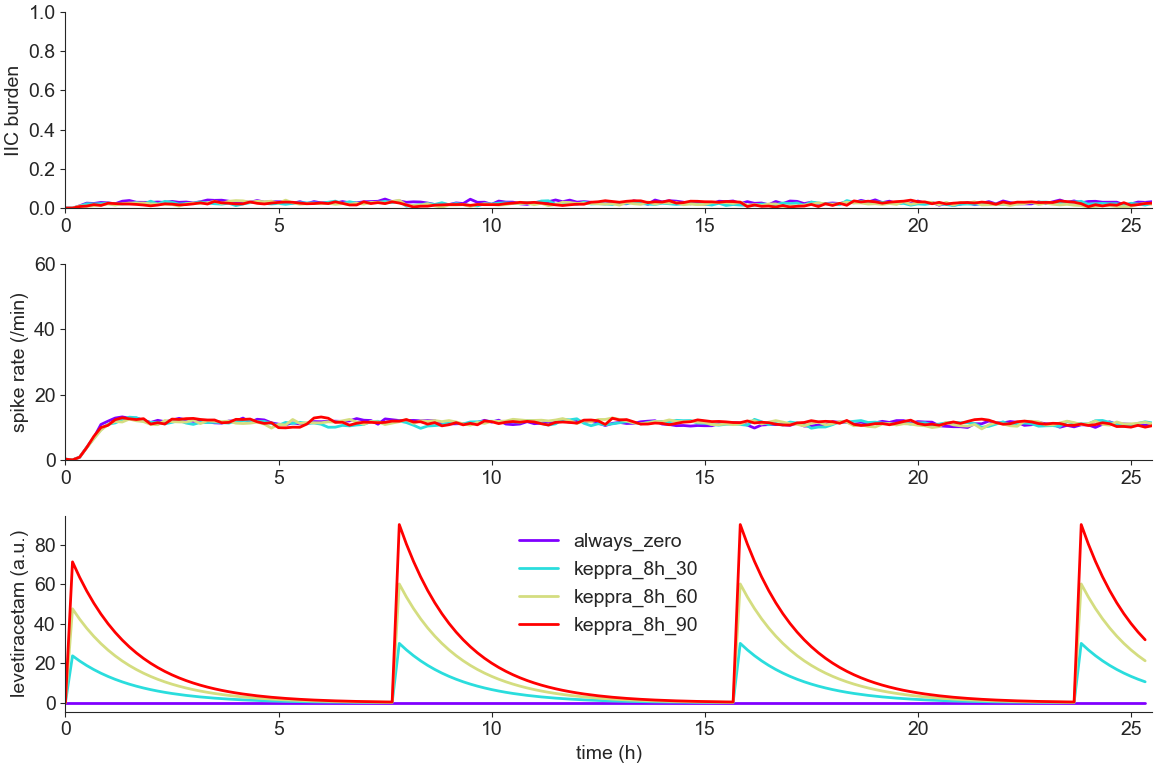 IIC burden
1.0
0.8
0.6
0.4
0.2
0.0
0 5 10 15 20 25
spike rate (/min)
60
40
20
0
0 5 10 15 20 25
levetiracetam (a.u.)
80
60
40
20
0
always_zero
keppra_8h_30
keppra_8h_60
keppra_8h_90
0 5 10 15 20 25
time (h)